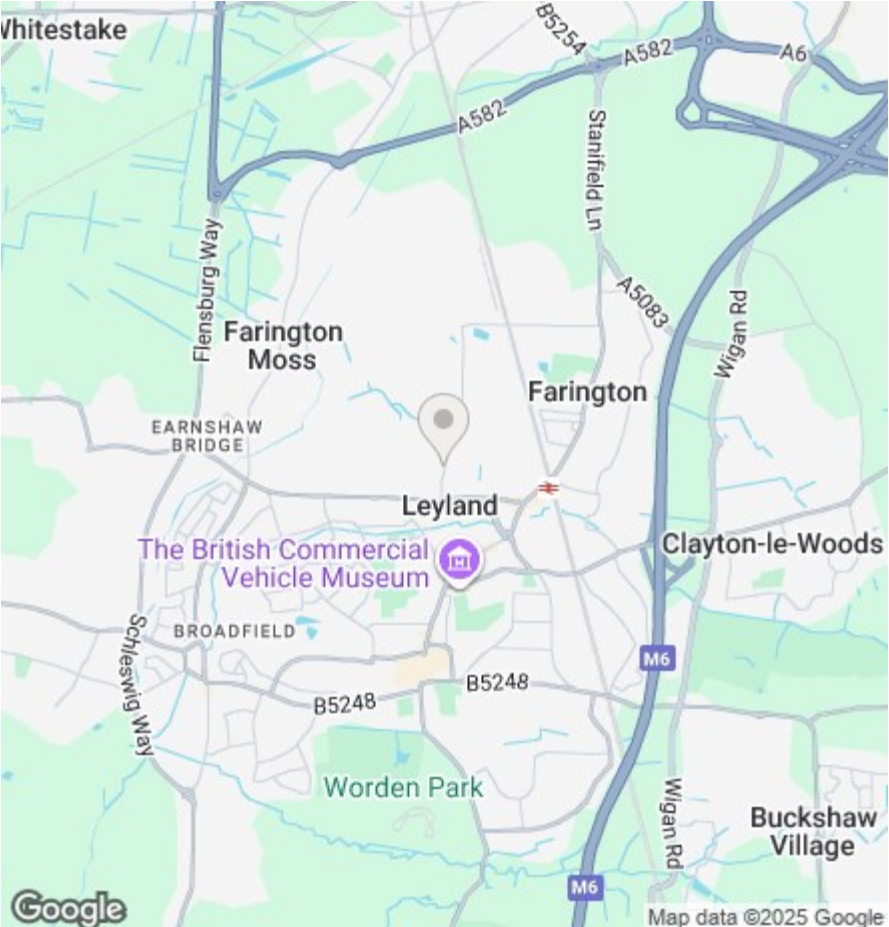 Whitestake
B5254
A582
A6
A582
Stanifield Ln
Flensburg Way
A5083
Wigan Rd
Farington
Moss
Farington
EARNSHAW
BRIDGE
Leyland
The British Commercial
Vehicle Museum
Clayton-le-Woods
Schleswig Way
BROADFIELD
M6
B5248
B5248
Worden Park
Wigan Rd
Buckshaw
Village
M6
Google
Map data ©2025 Google